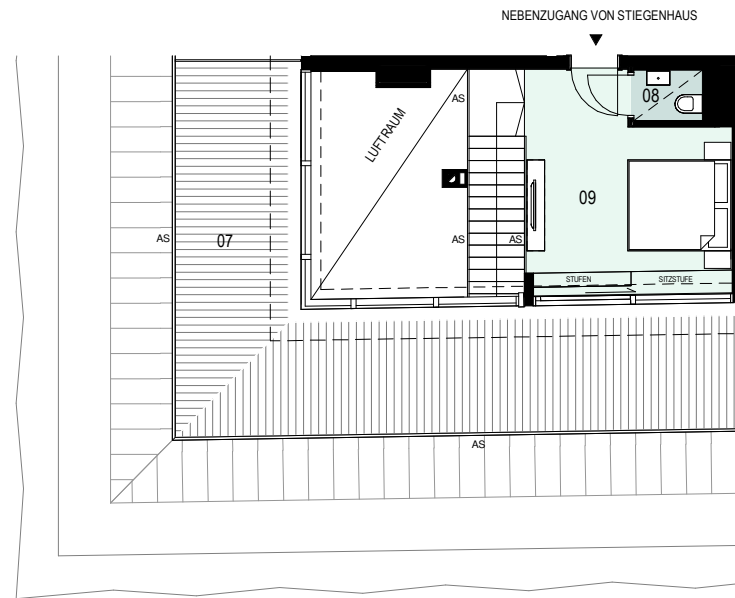 NEBENZUGANG VON STIEGENHAUS
08
AS
LUFTRAUM
09
AS
07
AS
AS
STUFEN
SITZSTUFE
AS